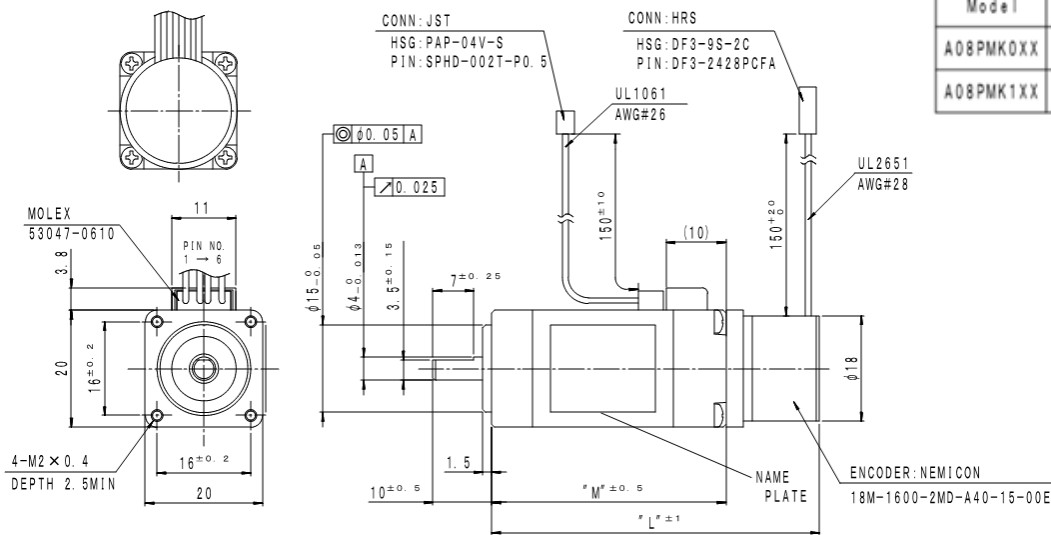 CONN:JST
HSG:PAP-04V-S
PIN:SPHD-002T-P0.5
CONN:HRS
HSG:DF3-9S-2C
PIN:DF3-2428PCFA
Model
A08PMK0XX
A08PMK1XX
UL1061
AWG#26
UL2651
AWG#28
◎ φ0.05 A
A
↗ 0.025
MOLEX
53047-0610
11
PIN NO.
1 → 6
3.8
20
16±0.2
4-M2×0.4
DEPTH 2.5MIN
16±0.2
20
φ15 0 -0.05
φ4 0 -0.013
3.5±0.15
7±0.25
150±10
(10)
150 +20 0
φ18
1.5
10±0.5
"M"±0.5
"L"±1
NAME
PLATE
ENCODER:NEMICON
18M-1600-2MD-A40-15-00E